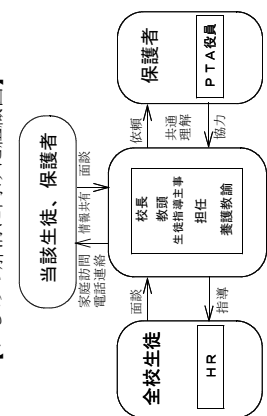 当該生徒、保護者
家庭訪問
電話連絡
情報共有
面談
全校生徒
HR
面談
指導
校長
教頭
生徒指導主事
担任
養護教諭
依頼
共通
理解
協力
保護者
PTA役員